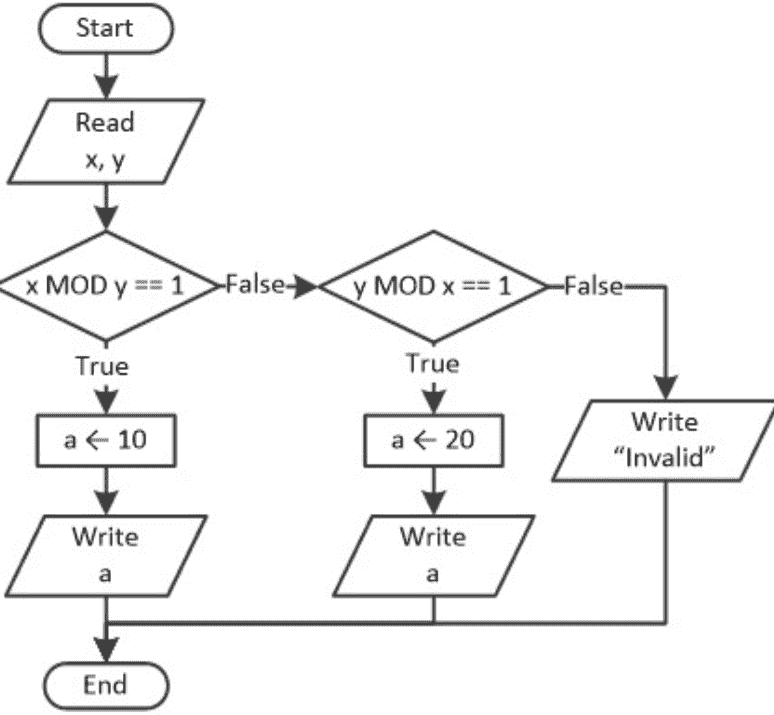 Start
Read
x, y
x MOD y == 1
False
y MOD x == 1
False
True
True
a ← 10
a ← 20
Write
"Invalid"
Write
a
Write
a
End